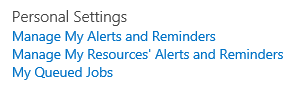 Personal Settings
Manage My Alerts and Reminders
Manage My Resources' Alerts and Reminders
My Queued Jobs